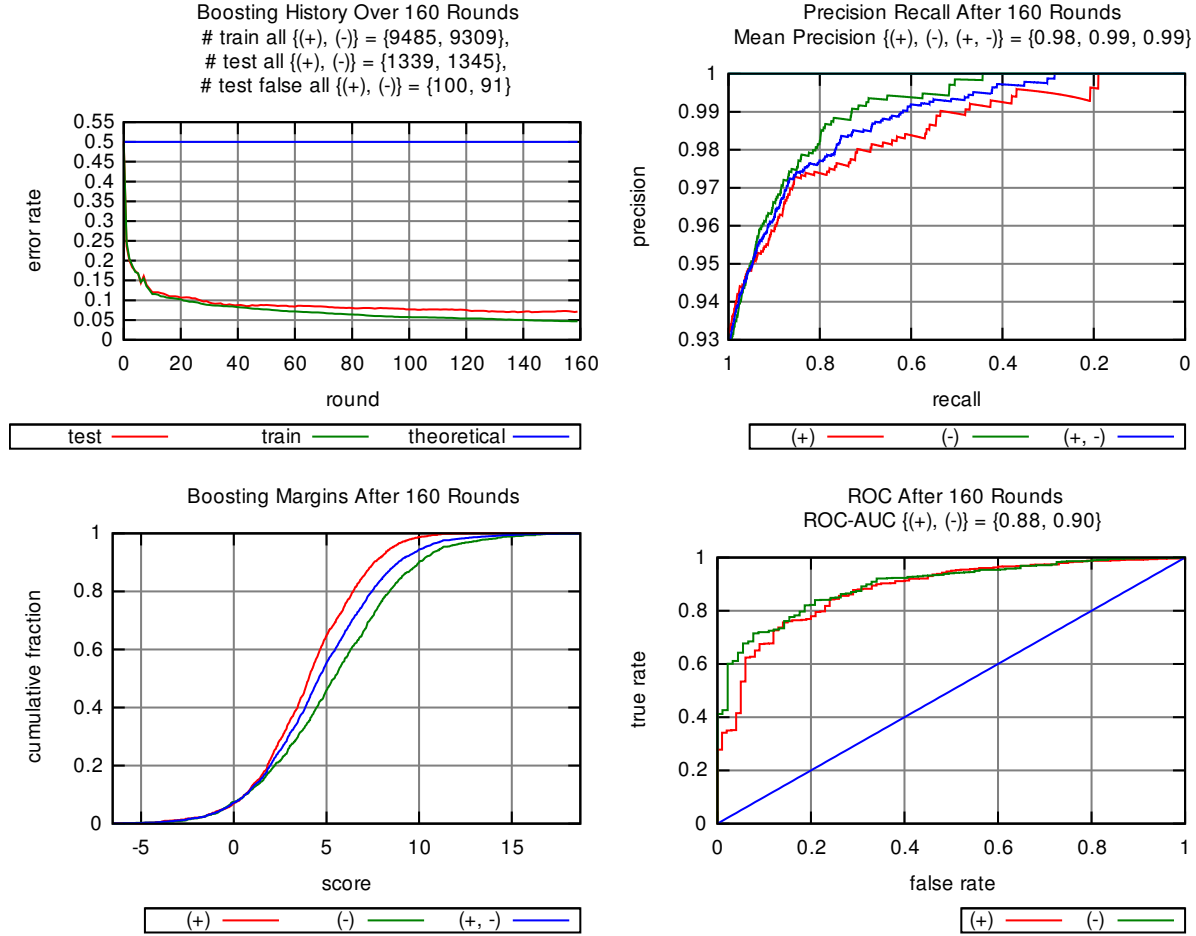 Boosting History Over 160 Rounds
# train all {(+), (-)} = {9485, 9309},
# test all {(+), (-)} = {1339, 1345},
# test false all {(+), (-)} = {100, 91}
0.55
0.5
0.45
0.4
0.35
0.3
0.25
0.2
0.15
0.1
0.05
0
error rate
0 20 40 60 80 100 120 140 160
round
test train theoretical
Precision Recall After 160 Rounds
Mean Precision {(+), (-), (+, -)} = {0.98, 0.99, 0.99}
1
0.99
0.98
0.97
0.96
0.95
0.94
0.93
precision
1 0.8 0.6 0.4 0.2 0
recall
(+) (-) (+, -)
Boosting Margins After 160 Rounds
1
0.8
0.6
0.4
0.2
0
cumulative fraction
-5 0 5 10 15
score
(+) (-) (+, -)
ROC After 160 Rounds
ROC-AUC {(+), (-)} = {0.88, 0.90}
1
0.8
0.6
0.4
0.2
0
true rate
0 0.2 0.4 0.6 0.8 1
false rate
(+) (-)